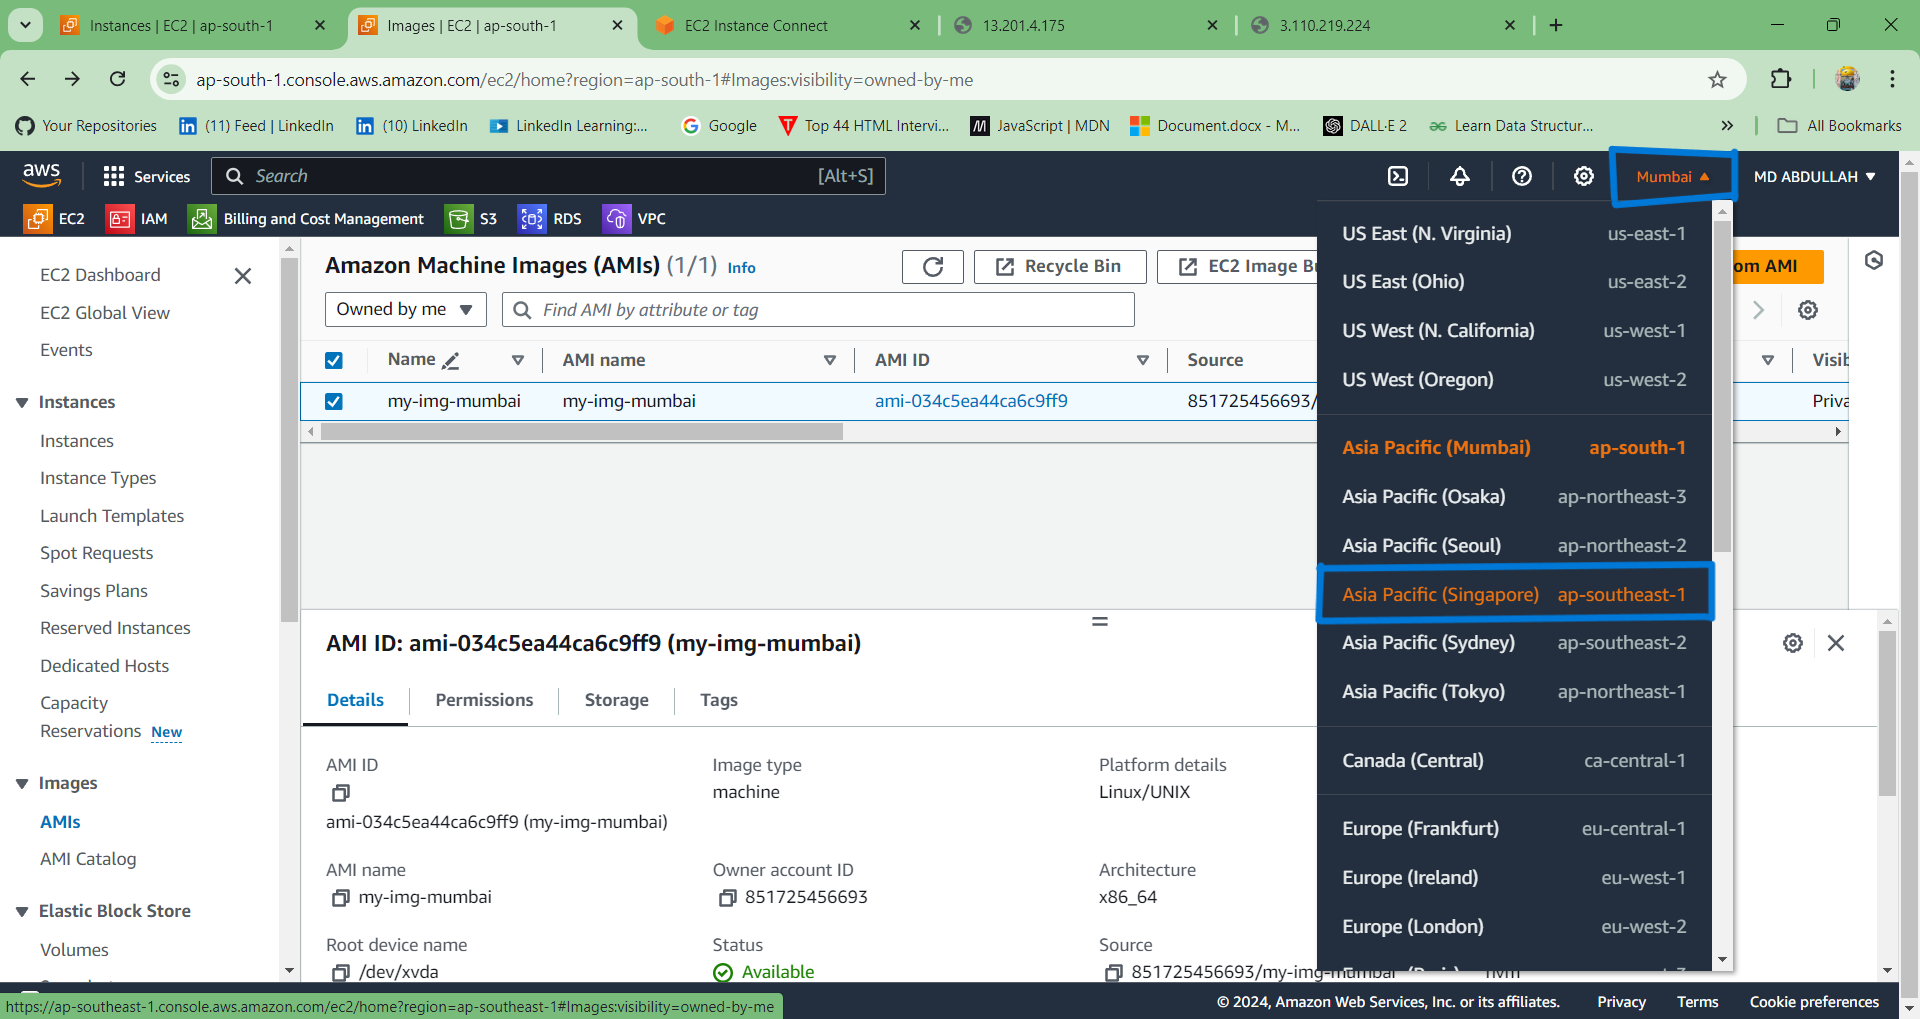 Instances | EC2 | ap-south-1
Images | EC2 | ap-south-1
EC2 Instance Connect
13.201.4.175
3.110.219.224
ap-south-1.console.aws.amazon.com/ec2/home?region=ap-south-1#Images:visibility=owned-by-me
Your Repositories
(11) Feed | LinkedIn
(10) LinkedIn
LinkedIn Learning:...
Google
Top 44 HTML Intervi...
JavaScript | MDN
Document.docx - M...
DALL·E 2
Learn Data Structur...
All Bookmarks
aws
Services
Search
[Alt+S]
Mumbai
MD ABDULLAH
EC2
IAM
Billing and Cost Management
S3
RDS
VPC
EC2 Dashboard
EC2 Global View
Events
Instances
Instances
Instance Types
Launch Templates
Spot Requests
Savings Plans
Reserved Instances
Dedicated Hosts
Capacity
Reservations New
Images
AMIs
AMI Catalog
Elastic Block Store
Volumes
Amazon Machine Images (AMIs) (1/1) Info
Recycle Bin
EC2 Image Bu
om AMI
Owned by me
Find AMI by attribute or tag
Name
AMI name
AMI ID
Source
Visib
my-img-mumbai
my-img-mumbai
ami-034c5ea44ca6c9ff9
851725456693/
Priva
US East (N. Virginia) us-east-1
US East (Ohio) us-east-2
US West (N. California) us-west-1
US West (Oregon) us-west-2
Asia Pacific (Mumbai) ap-south-1
Asia Pacific (Osaka) ap-northeast-3
Asia Pacific (Seoul) ap-northeast-2
Asia Pacific (Singapore) ap-southeast-1
Asia Pacific (Sydney) ap-southeast-2
Asia Pacific (Tokyo) ap-northeast-1
Canada (Central) ca-central-1
Europe (Frankfurt) eu-central-1
Europe (Ireland) eu-west-1
Europe (London) eu-west-2
AMI ID: ami-034c5ea44ca6c9ff9 (my-img-mumbai)
Details
Permissions
Storage
Tags
AMI ID
ami-034c5ea44ca6c9ff9 (my-img-mumbai)
Image type
machine
Platform details
Linux/UNIX
AMI name
my-img-mumbai
Owner account ID
851725456693
Architecture
x86_64
Root device name
/dev/xvda
Status
Available
Source
851725456693/my-img-mumbai
https://ap-southeast-1.console.aws.amazon.com/ec2/home?region=ap-southeast-1#Images:visibility=owned-by-me
© 2024, Amazon Web Services, Inc. or its affiliates.
Privacy
Terms
Cookie preferences